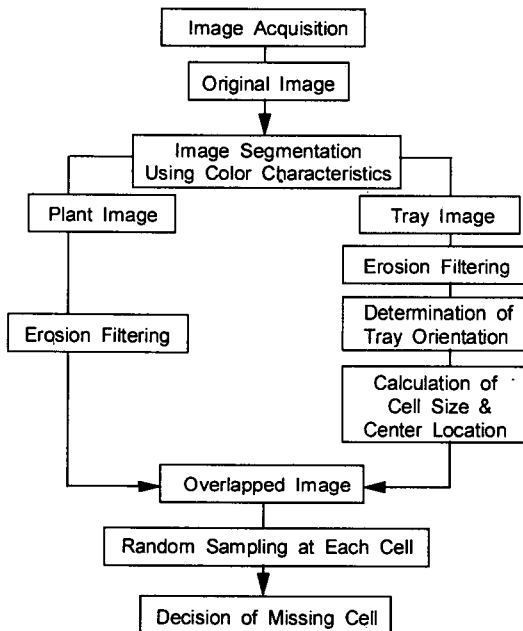 Image Acquisition
Original Image
Image Segmentation
Using Color Characteristics
Plant Image
Tray Image
Erosion Filtering
Erosion Filtering
Determination of
Tray Orientation
Calculation of
Cell Size &
Center Location
Overlapped Image
Random Sampling at Each Cell
Decision of Missing Cell